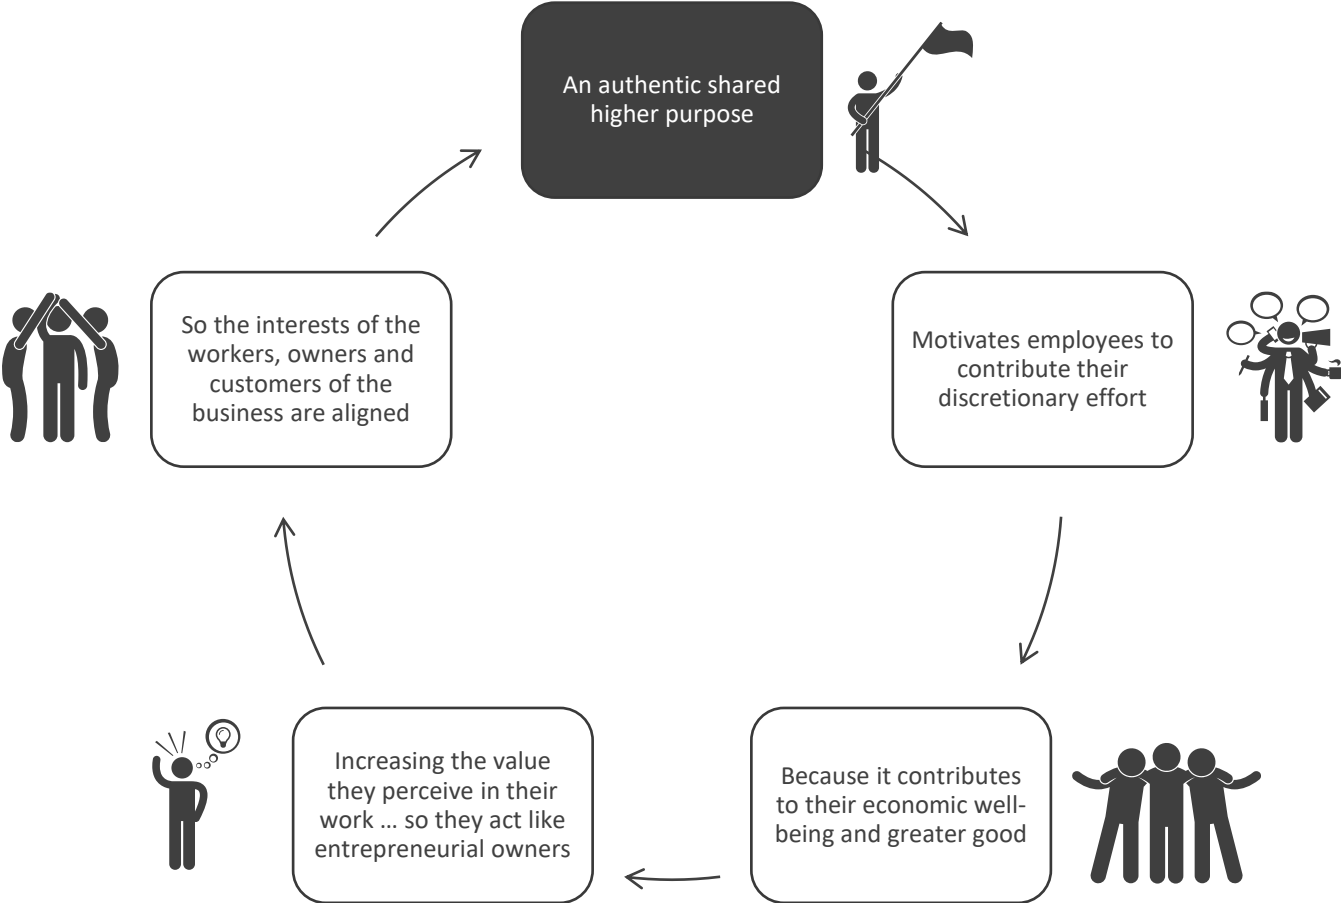 An authentic shared
higher purpose
Motivates employees to
contribute their
discretionary effort
Because it contributes
to their economic well-
being and greater good
Increasing the value
they perceive in their
work ... so they act like
entrepreneurial owners
So the interests of the
workers, owners and
customers of the
business are aligned